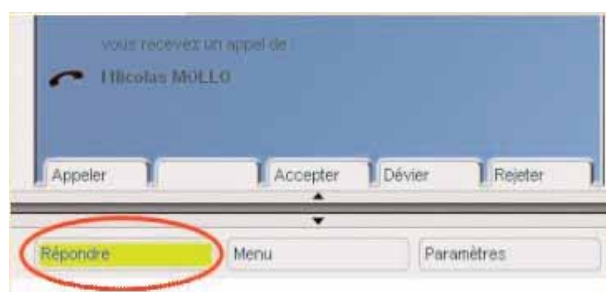 vous recevez un appel de :
Nicolas MOLLO
Appeler Accepter Dévier Rejeter
Répondre Menu Paramètres